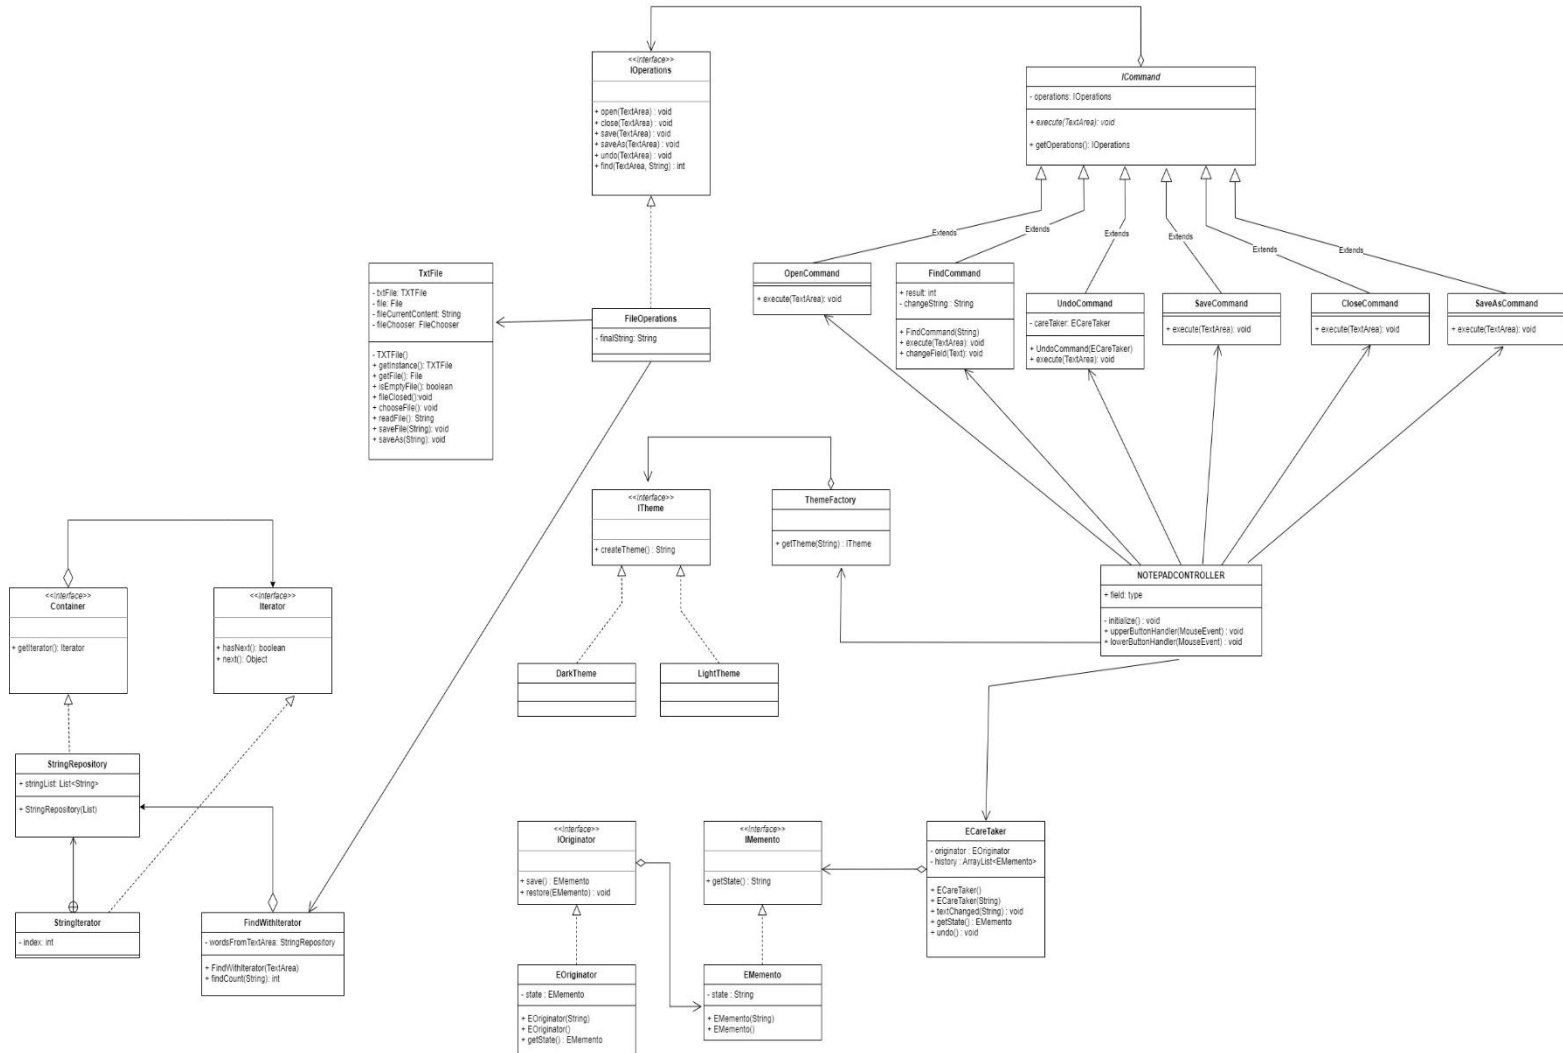 <<interface>>
IOperations
+ open(TextArea) : void
+ close(TextArea) : void
+ save(TextArea) : void
+ saveAs(TextArea) : void
+ undo(TextArea) : void
+ find(TextArea, String) : int
ICommand
- operations: IOperations
+ execute(TextArea): void
+ getOperations(): IOperations
Extends
Extends
Extends
Extends
Extends
Extends
TxtFile
- txtFile: TXTFile
- file: File
- fileCurrentContent: String
- fileChooser: FileChooser
- TXTFile()
+ getInstance(): TXTFile
+ getFile(): File
+ isEmptyFile(): boolean
+ fileClosed():void
+ chooseFile(): void
+ readFile(): String
+ saveFile(String): void
+ saveAs(String): void
FileOperations
- finalString: String
OpenCommand
+ execute(TextArea): void
FindCommand
+ result: int
- changeString : String
+ FindCommand(String)
+ execute(TextArea): void
+ changeField(Text): void
UndoCommand
- careTaker: ECareTaker
+ UndoCommand(ECareTaker)
+ execute(TextArea): void
SaveCommand
+ execute(TextArea): void
CloseCommand
+ execute(TextArea): void
SaveAsCommand
+ execute(TextArea): void
<<interface>>
ITheme
+ createTheme() : String
ThemeFactory
+ getTheme(String) : ITheme
NOTEPADCONTROLLER
+ field: type
- initialize() : void
+ upperButtonHandler(MouseEvent) : void
+ lowerButtonHandler(MouseEvent) : void
<<interface>>
Container
+ getIterator(): Iterator
<<interface>>
Iterator
+ hasNext(): boolean
+ next(): Object
DarkTheme
LightTheme
StringRepository
+ stringList: List<String>
+ StringRepository(List)
StringIterator
- index: int
FindWithIterator
- wordsFromTextArea: StringRepository
+ FindWithIterator(TextArea)
+ findCount(String): int
<<interface>>
IOriginator
+ save() : EMemento
+ restore(EMemento) : void
<<interface>>
IMemento
+ getState() : String
ECareTaker
- originator : EOriginator
- history : ArrayList<EMemento>
+ ECareTaker()
+ ECareTaker(String)
+ textChanged(String) : void
+ getState() : EMemento
+ undo() : void
EOriginator
- state : EMemento
+ EOriginator(String)
+ EOriginator()
+ getState() : EMemento
EMemento
- state : String
+ EMemento(String)
+ EMemento()